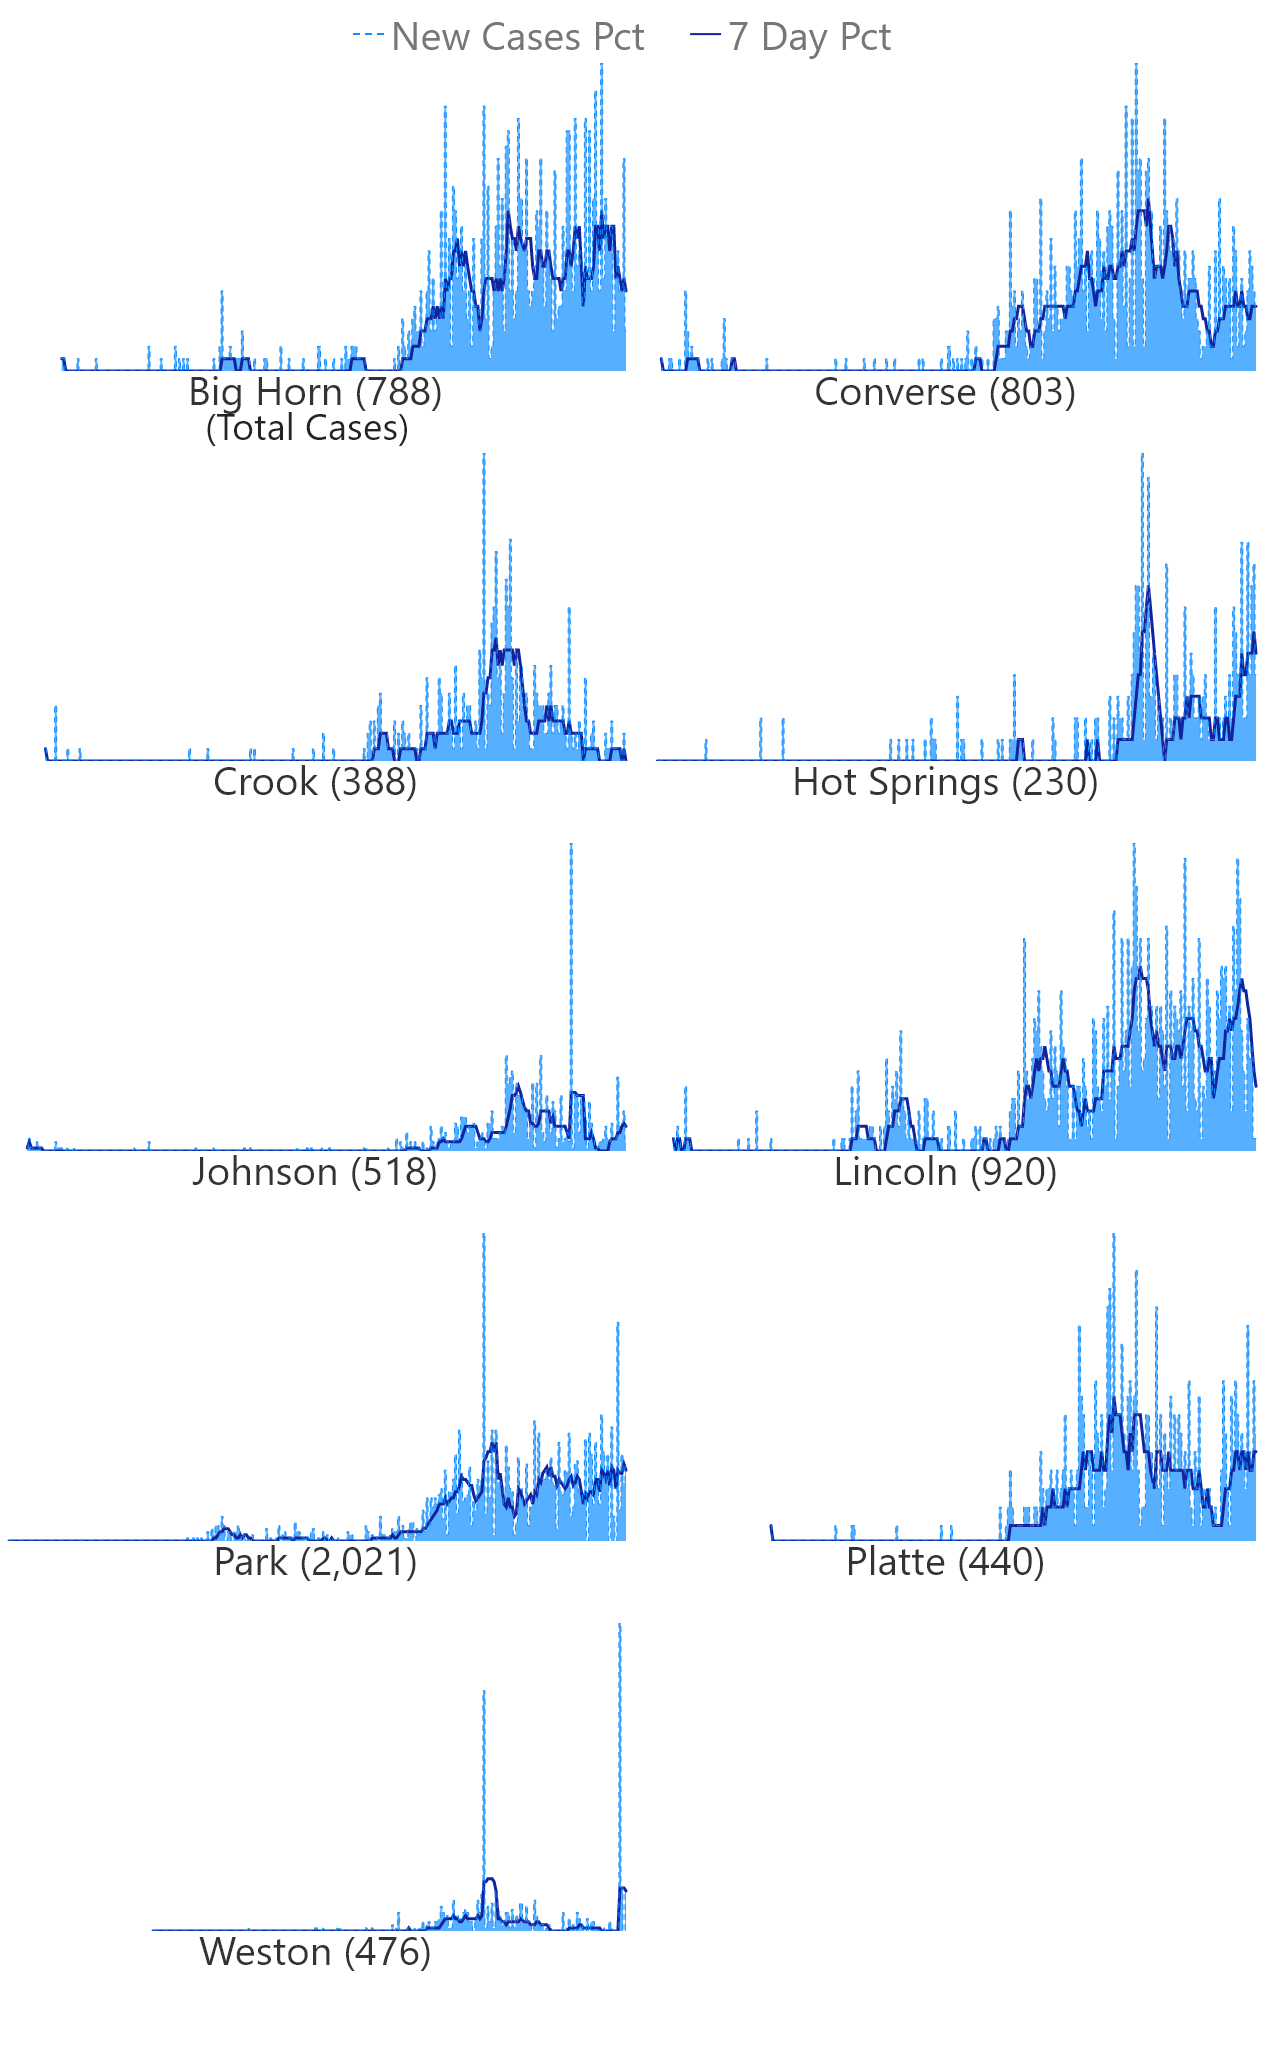 New Cases Pct 7 Day Pct
Big Horn (788) Converse (803)
(Total Cases)
Crook (388) Hot Springs (230)
Johnson (518) Lincoln (920)
Park (2,021) Platte (440)
Weston (476)